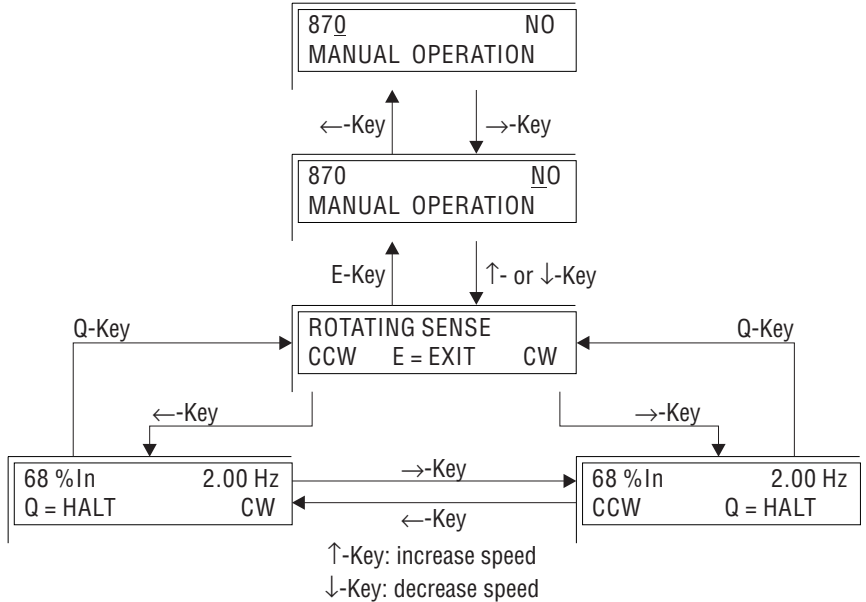 870 NO
MANUAL OPERATION
←-Key →-Key
870 NO
MANUAL OPERATION
E-Key ↑- or ↓-Key
Q-Key ROTATING SENSE Q-Key
CCW E = EXIT CW
←-Key →-Key
68 %In 2.00 Hz
Q = HALT CW
→-Key
←-Key
68 %In 2.00 Hz
CCW Q = HALT
↑-Key: increase speed
↓-Key: decrease speed